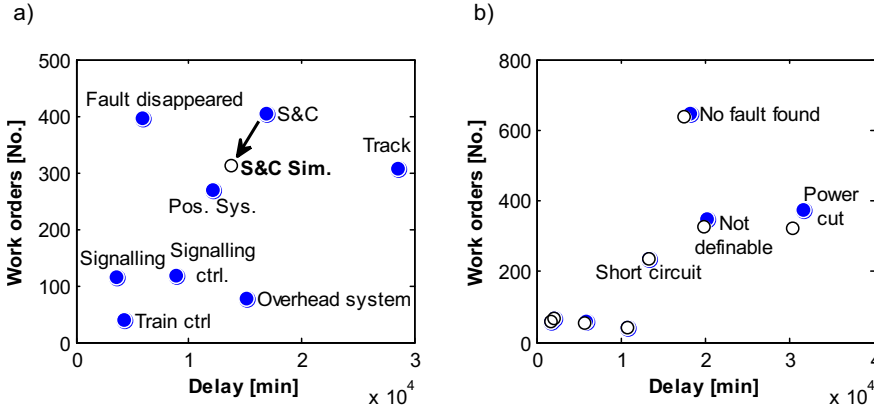 a)
Work orders [No.]
500
400
300
200
100
0
Fault disappeared
S&C
Track
S&C Sim.
Pos. Sys.
Signalling
Signalling
ctrl.
Overhead system
Train ctrl
0
1
2
3
Delay [min]
x 10^4
b)
Work orders [No.]
800
600
400
200
0
No fault found
Power
cut
Not
definable
Short circuit
0
1
2
3
4
Delay [min]
x 10^4